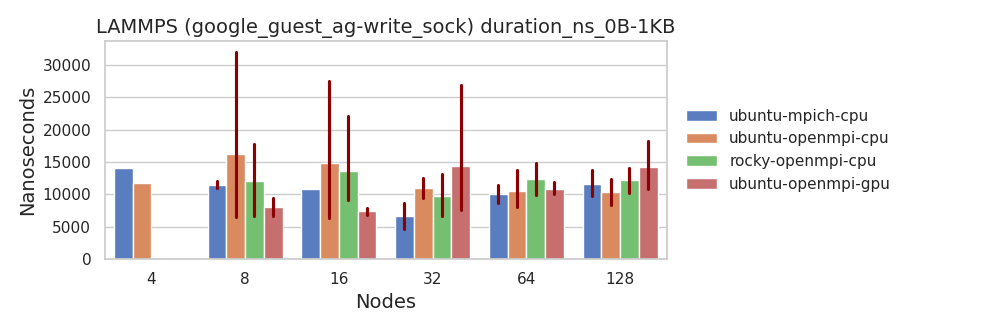 LAMMPS (google_guest_ag-write_sock) duration_ns_0B-1KB
Nanoseconds
30000
25000
20000
15000
10000
5000
0
4 8 16 32 64 128
Nodes
ubuntu-mpich-cpu
ubuntu-openmpi-cpu
rocky-openmpi-cpu
ubuntu-openmpi-gpu